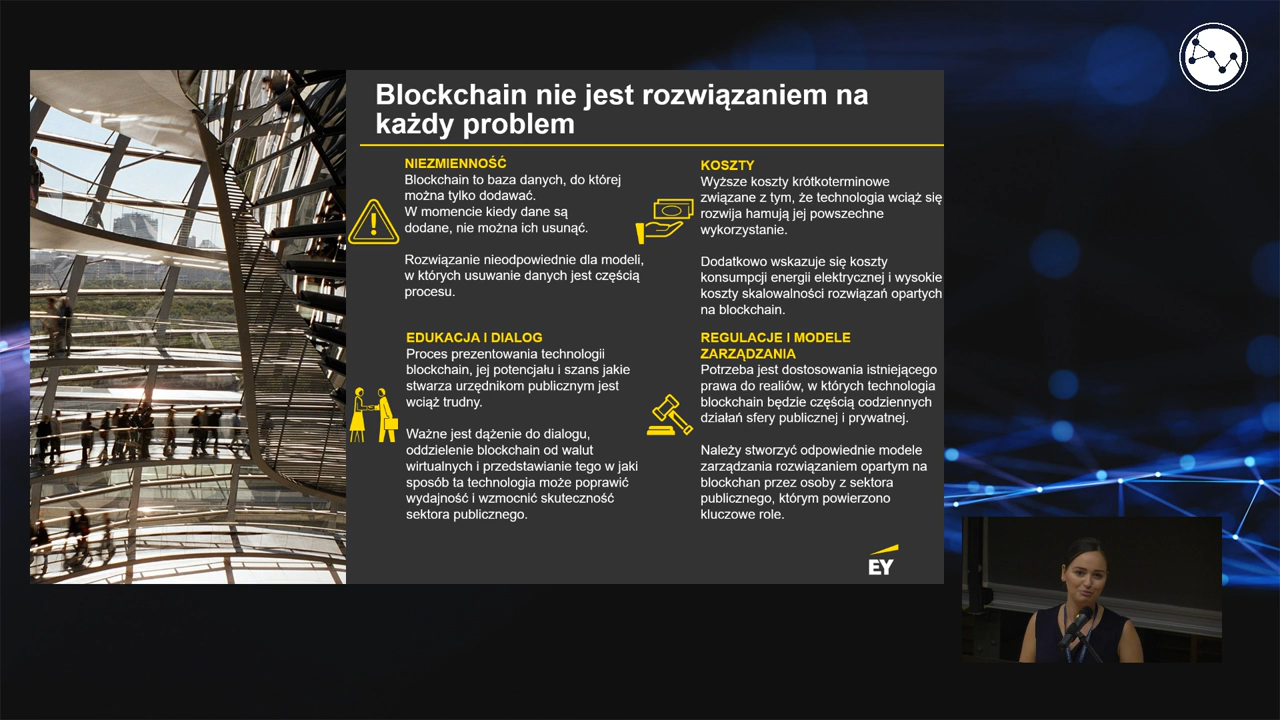 Blockchain nie jest rozwiązaniem na
każdy problem
NIEZMIENNOŚĆ
Blockchain to baza danych, do której
można tylko dodawać.
W momencie kiedy dane są
dodane, nie można ich usunąć.
Rozwiązanie nieodpowiednie dla modeli,
w których usuwanie danych jest częścią
procesu.
KOSZTY
Wyższe koszty krótkoterminowe
związane z tym, że technologia wciąż się
rozwija hamują jej powszechne
wykorzystanie.
Dodatkowo wskazuje się koszty
konsumpcji energii elektrycznej i wysokie
koszty skalowalności rozwiązań opartych
na blockchain.
EDUKACJA I DIALOG
Proces prezentowania technologii
blockchain, jej potencjału i szans jakie
stwarza urzędnikom publicznym jest
wciąż trudny.
Ważne jest dążenie do dialogu,
oddzielenie blockchain od walut
wirtualnych i przedstawianie tego w jaki
sposób ta technologia może poprawić
wydajność i wzmocnić skuteczność
sektora publicznego.
REGULACJE I MODELE
ZARZĄDZANIA
Potrzeba jest dostosowania istniejącego
prawa do realiów, w których technologia
blockchain będzie częścią codziennych
działań sfery publicznej i prywatnej.
Należy stworzyć odpowiednie modele
zarządzania rozwiązaniem opartym na
blockchan przez osoby z sektora
publicznego, którym powierzono
kluczowe role.
EY